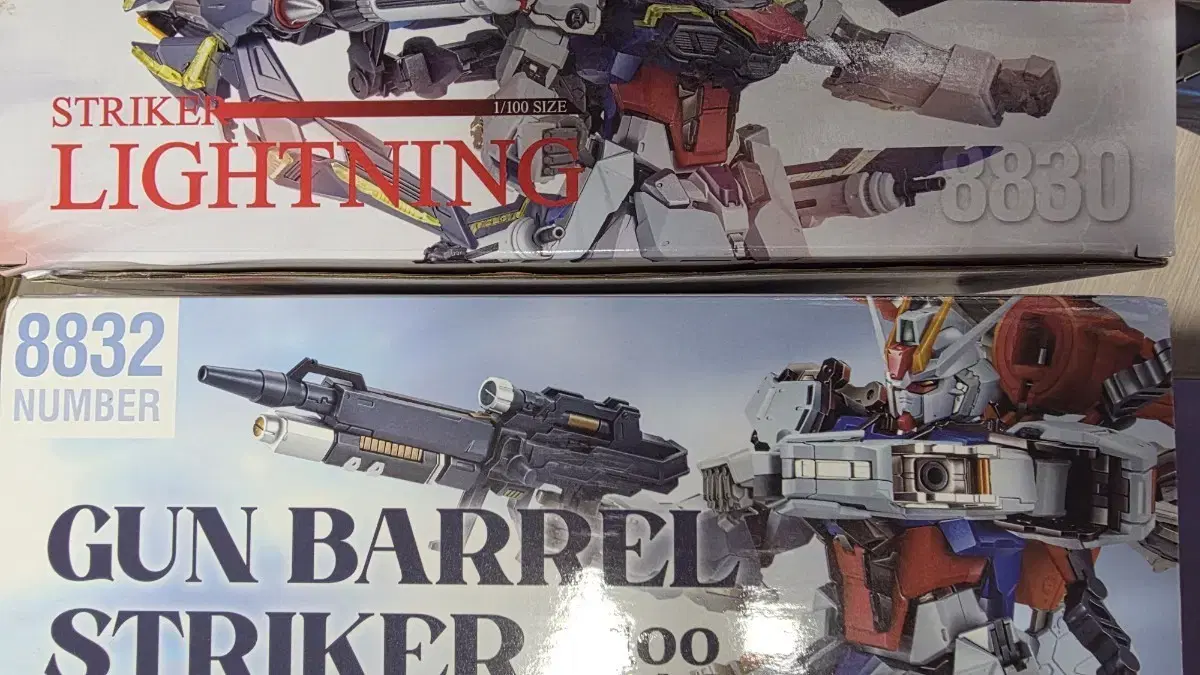 STRIKER
1/100 SIZE
LIGHTNING
8830
8832
NUMBER
GUN BARREL
STRIKER